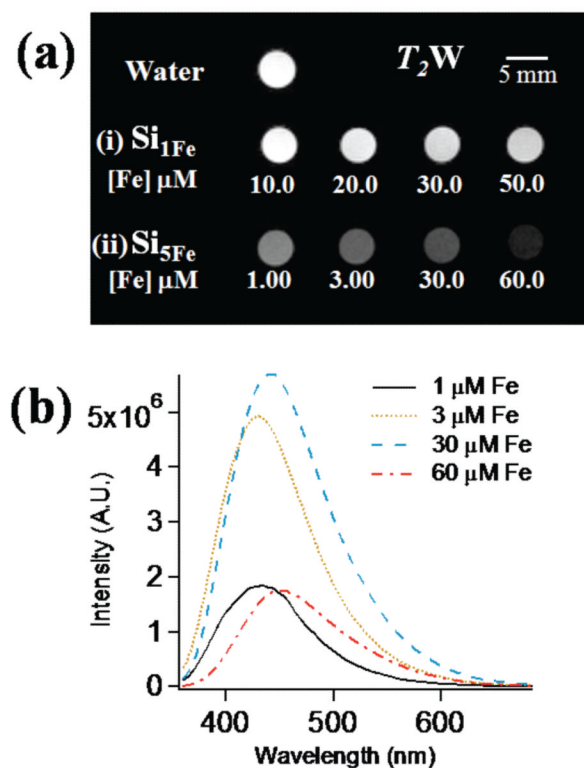 (a)
Water T₂W 5 mm
(i) Si₁Fe
[Fe] μM 10.0 20.0 30.0 50.0
(ii) Si₅Fe
[Fe] μM 1.00 3.00 30.0 60.0
(b)
5x10⁶
4
3
2
1
0
Intensity (A.U.)
1 μM Fe
3 μM Fe
30 μM Fe
60 μM Fe
400 500 600
Wavelength (nm)